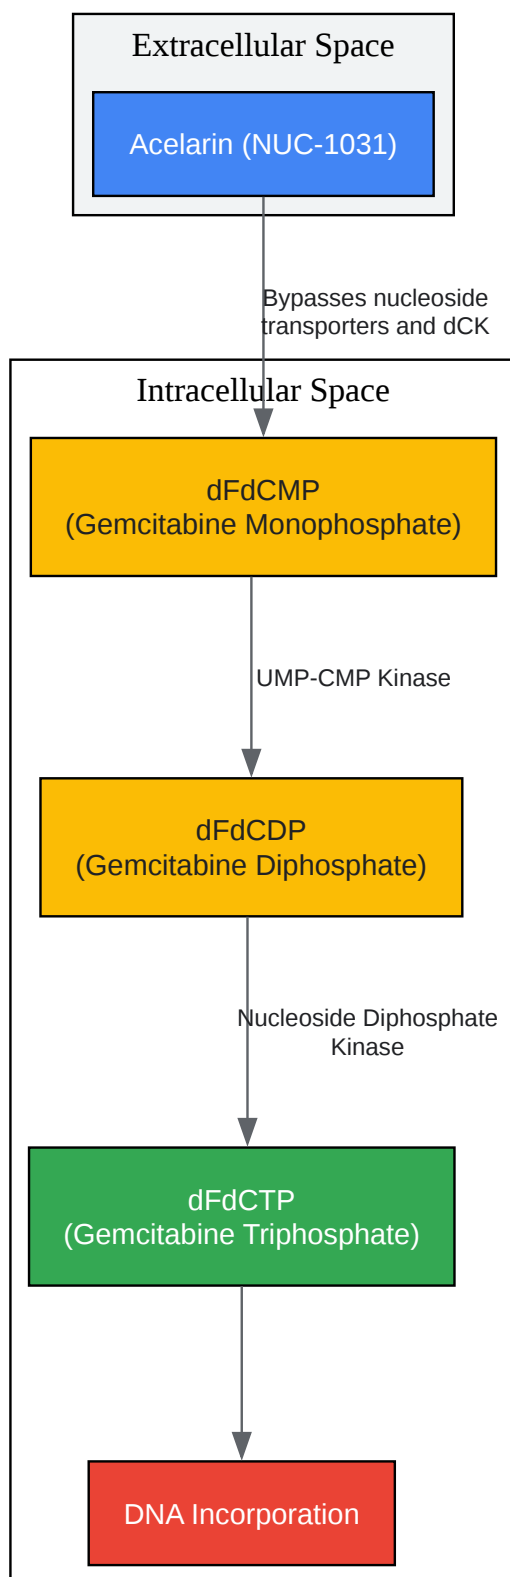 Extracellular Space
Acelarin (NUC-1031)
Bypasses nucleoside
transporters and dCK
Intracellular Space
dFdCMP
(Gemcitabine Monophosphate)
UMP-CMP Kinase
dFdCDP
(Gemcitabine Diphosphate)
Nucleoside Diphosphate
Kinase
dFdCTP
(Gemcitabine Triphosphate)
DNA Incorporation